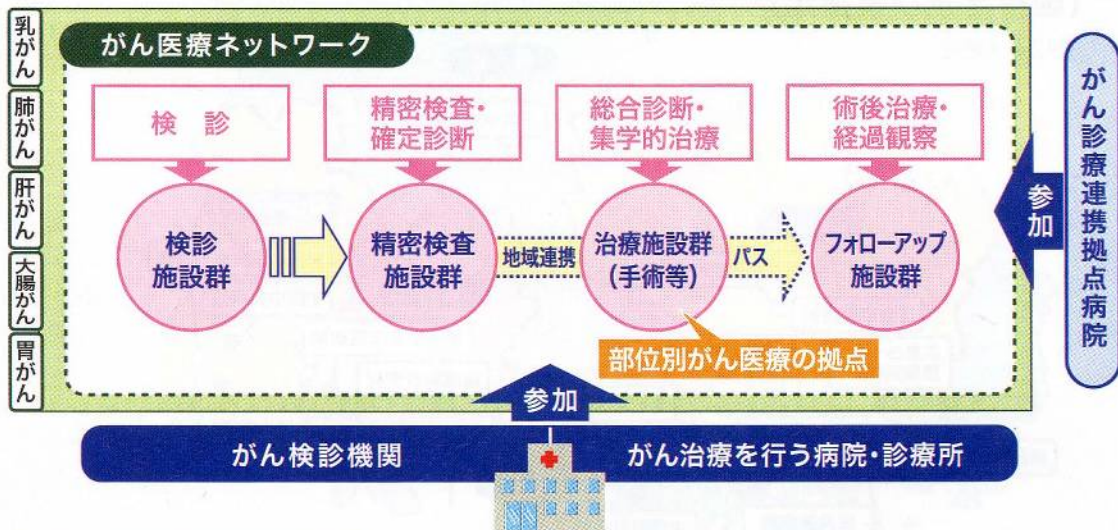 乳がん
肺がん
肝がん
大腸がん
胃がん
がん医療ネットワーク
検 診
精密検査・
確定診断
総合診断・
集学的治療
術後治療・
経過観察
検診
施設群
精密検査
施設群
地域連携
治療施設群
(手術等)
パス
フォローアップ
施設群
部位別がん医療の拠点
参加
がん診療連携拠点病院
参加
がん検診機関
がん治療を行う病院・診療所